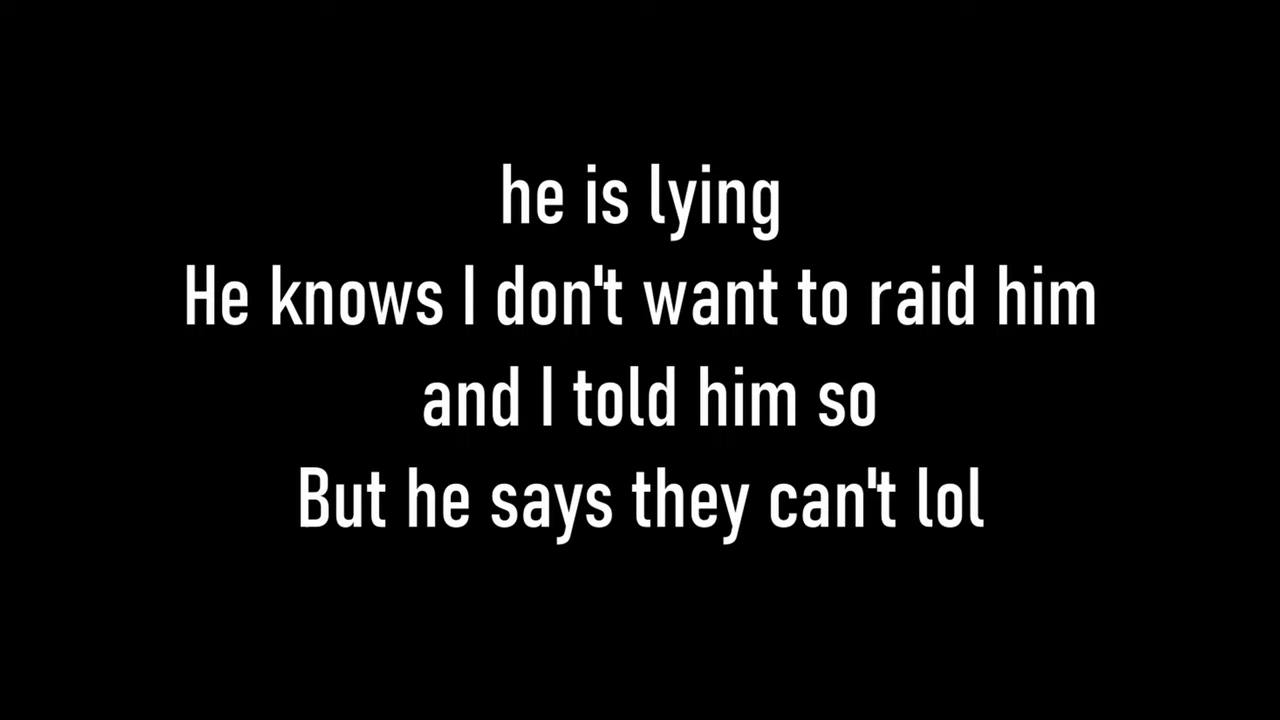 he is lying
He knows I don't want to raid him
and I told him so
But he says they can't lol